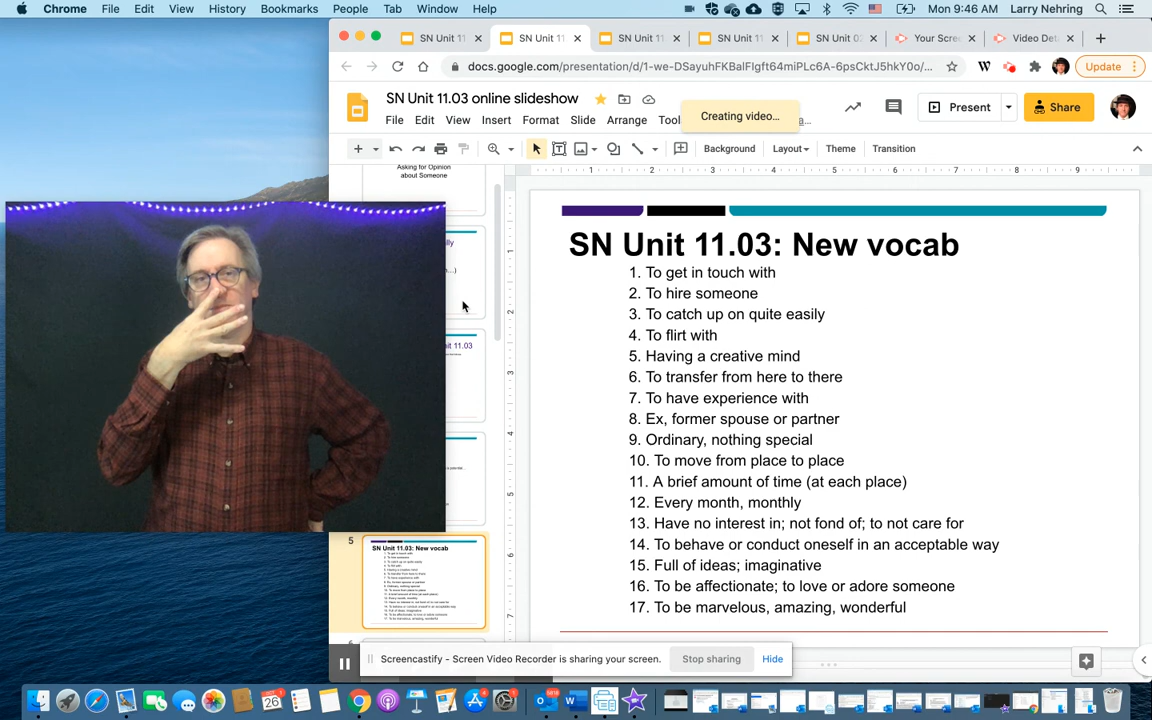 Chrome File Edit View History Bookmarks People Tab Window Help
Mon 9:46 AM Larry Nehring
SN Unit 11 SN Unit 11 SN Unit 11 SN Unit 11 SN Unit 0 Your Scre Video Det
docs.google.com/presentation/d/1-we-DSayuhFKBalFlgft64miPLc6A-6psCktJ5hkY0o/...
Update
SN Unit 11.03 online slideshow
File Edit View Insert Format Slide Arrange Tool
Creating video...
Present
Share
Background Layout Theme Transition
Asking for Opinion
about Someone
1 2 3 4 5 6 7 8 9
SN Unit 11.03: New vocab
1. To get in touch with
2. To hire someone
3. To catch up on quite easily
4. To flirt with
5. Having a creative mind
6. To transfer from here to there
7. To have experience with
8. Ex, former spouse or partner
9. Ordinary, nothing special
10. To move from place to place
11. A brief amount of time (at each place)
12. Every month, monthly
13. Have no interest in; not fond of; to not care for
14. To behave or conduct oneself in an acceptable way
15. Full of ideas; imaginative
16. To be affectionate; to love or adore someone
17. To be marvelous, amazing, wonderful
5
SN Unit 11.03: New vocab
Screencastify - Screen Video Recorder is sharing your screen.
Stop sharing
Hide